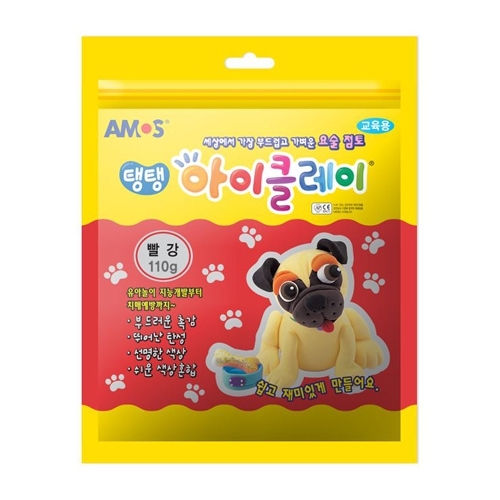 AMOS
교육용
세상에서 가장 부드럽고 가벼운 요술 점토
탱탱
아이클레이®
빨강
110g
유아놀이 지능개발부터
치매예방까지~
· 부드러운 촉감
· 뛰어난 탄성
· 선명한 색상
· 쉬운 색상혼합
쉽고 재미있게 만들어요.